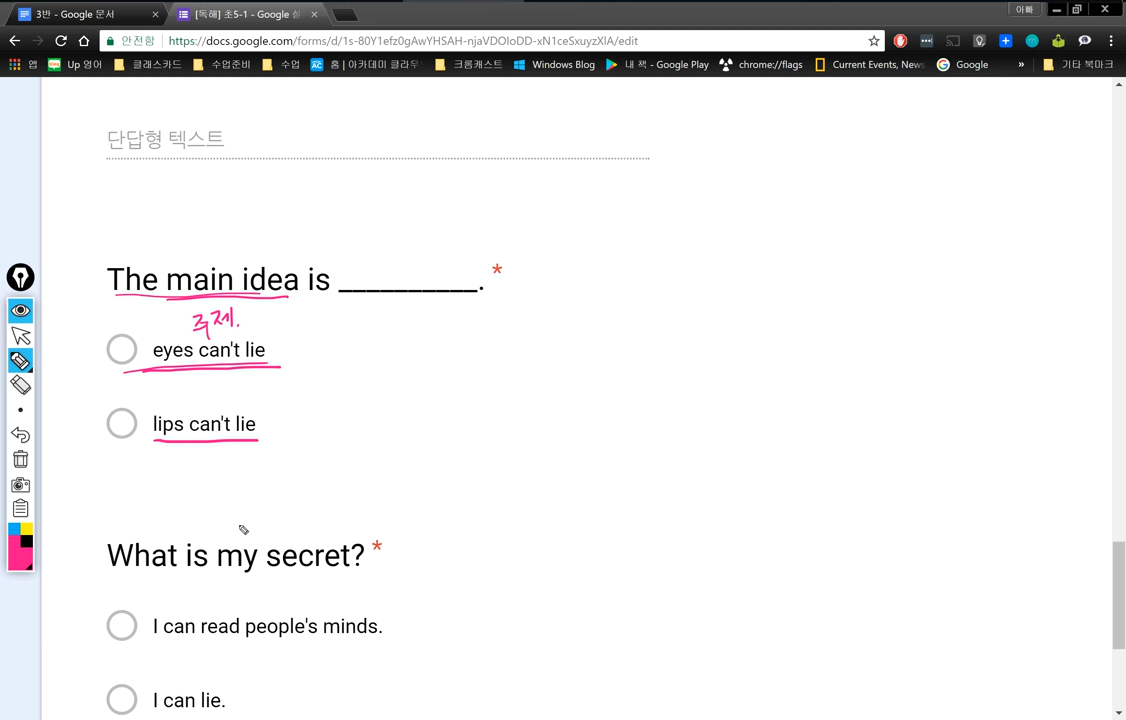 3반 - Google 문서
[독해] 초5-1 - Google 설
아빠
안전함
https://docs.google.com/forms/d/1s-80Y1efz0gAwYHSAH-njaVDOIoDD-xN1ceSxuyzXlA/edit
앱
Up 영어
클래스카드
수업준비
수업
홈 | 아카데미 클라우
크롬캐스트
Windows Blog
내 책 - Google Play
chrome://flags
Current Events, News
Google
»
기타 북마크
단답형 텍스트
The main idea is __________. *
주제.
eyes can't lie
lips can't lie
What is my secret? *
I can read people's minds.
I can lie.